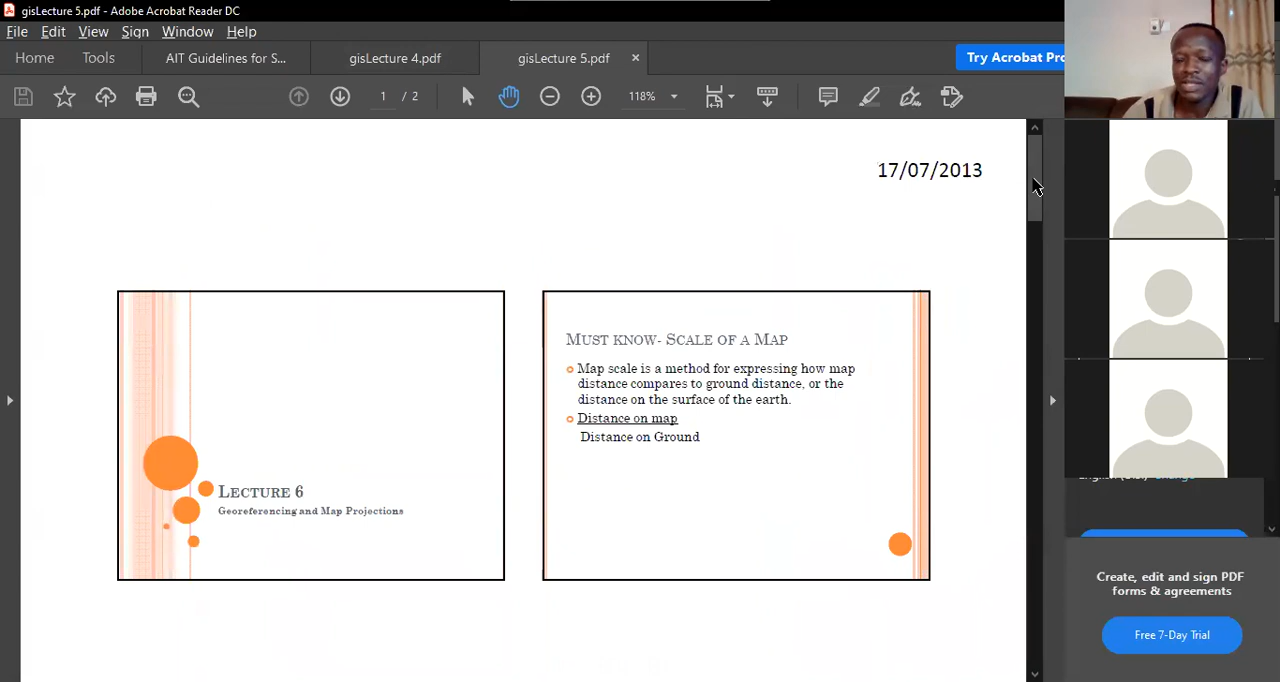 gisLecture 5.pdf - Adobe Acrobat Reader DC
File Edit View Sign Window Help
Home Tools AIT Guidelines for S... gisLecture 4.pdf gisLecture 5.pdf × Try Acrobat Pro
1 / 2 118%
17/07/2013
LECTURE 6
Georeferencing and Map Projections
MUST KNOW- SCALE OF A MAP
Map scale is a method for expressing how map
distance compares to ground distance, or the
distance on the surface of the earth.
Distance on map
Distance on Ground
Create, edit and sign PDF
forms & agreements
Free 7-Day Trial